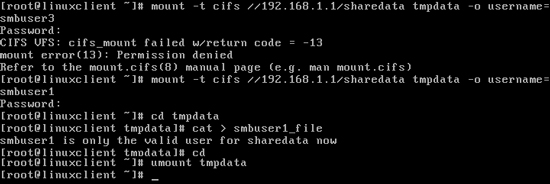 [root@linuxclient ~]# mount -t cifs //192.168.1.1/sharedata tmpdata -o username=
smbuser3
Password:
CIFS VFS: cifs_mount failed w/return code = -13
mount error(13): Permission denied
Refer to the mount.cifs(8) manual page (e.g. man mount.cifs)
[root@linuxclient ~]# mount -t cifs //192.168.1.1/sharedata tmpdata -o username=
smbuser1
Password:
[root@linuxclient ~]# cd tmpdata
[root@linuxclient tmpdata]# cat > smbuser1_file
smbuser1 is only the valid user for sharedata now
[root@linuxclient tmpdata]# cd
[root@linuxclient ~]# umount tmpdata
[root@linuxclient ~]# _